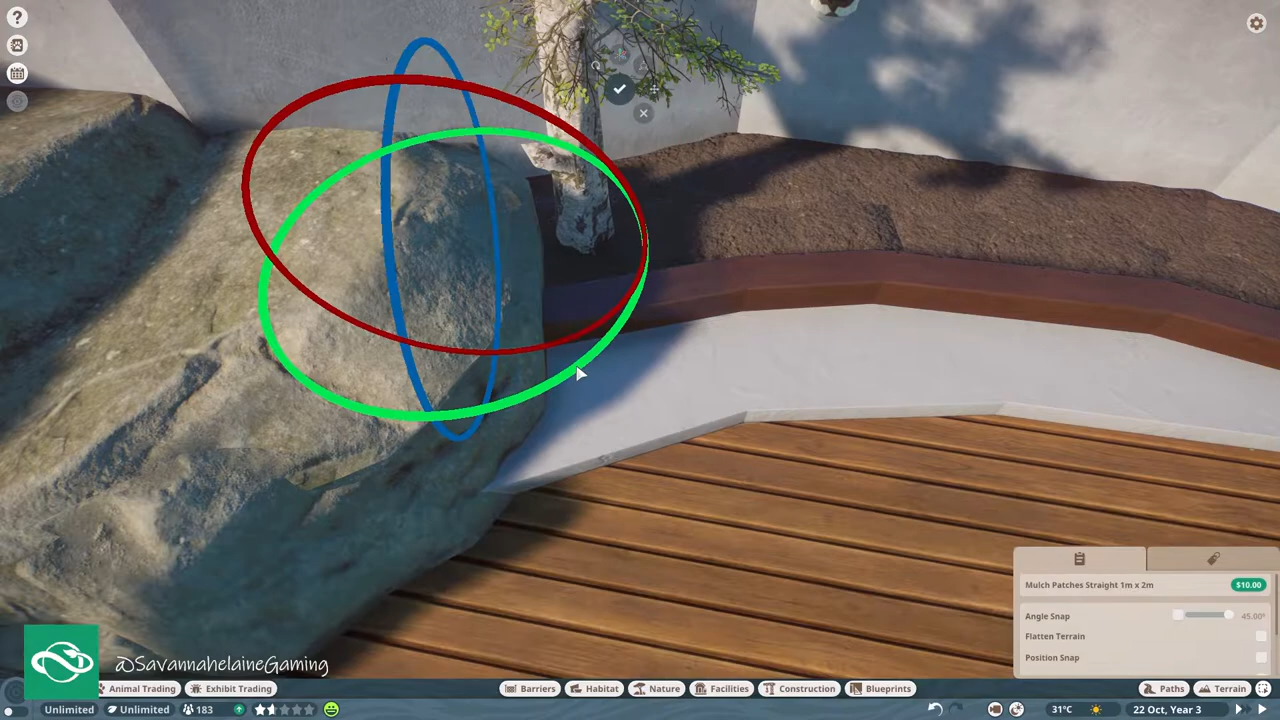 ?
Mulch Patches Straight 1m x 2m $10.00
Angle Snap 45.00°
Flatten Terrain
Position Snap
@SavannahelaineGaming
Animal Trading Exhibit Trading Barriers Habitat Nature Facilities Construction Blueprints Paths Terrain
Unlimited Unlimited 183 31°C 22 Oct, Year 3